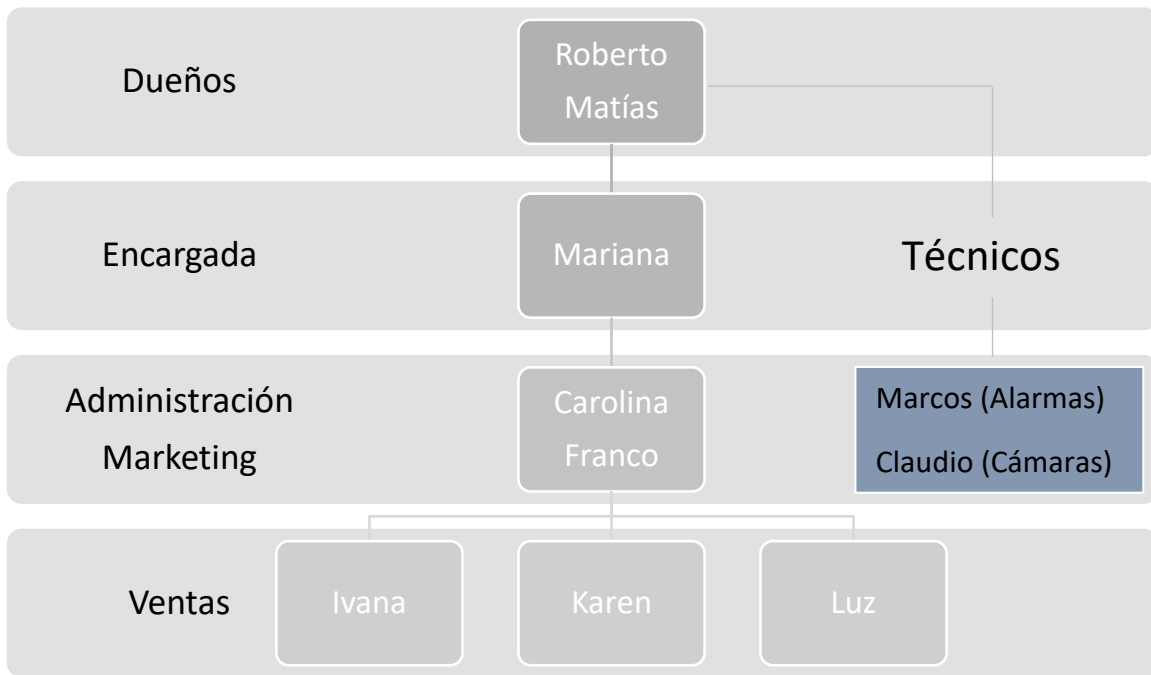 Dueños
Roberto
Matías
Encargada
Mariana
Técnicos
Administración
Marketing
Carolina
Franco
Marcos (Alarmas)
Claudio (Cámaras)
Ventas
Ivana
Karen
Luz